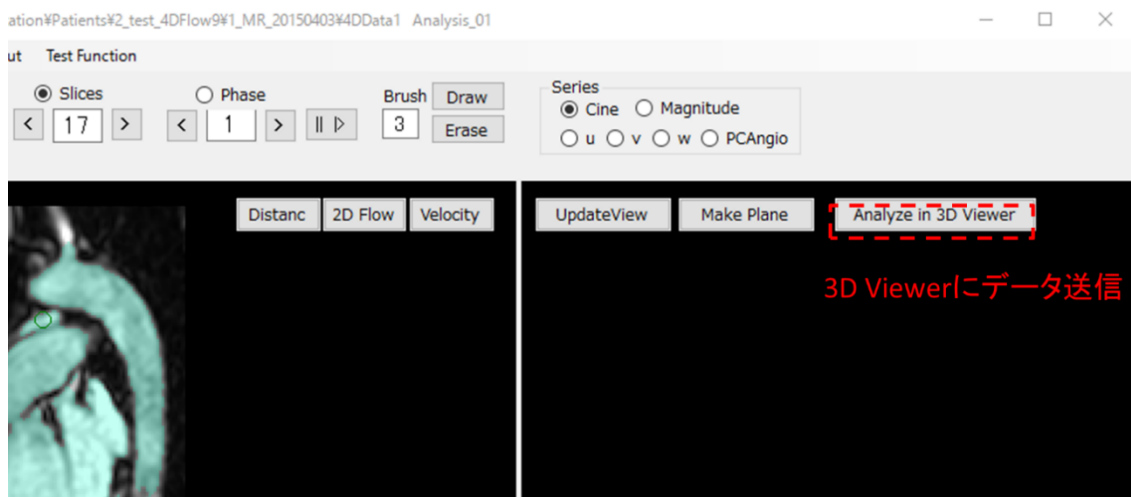 ation¥Patients¥2_test_4DFlow9¥1_MR_20150403¥4DData1 Analysis_01
ut Test Function
Slices Phase Brush Draw Series
Cine Magnitude
< 17 > < 1 > || ▷ 3 Erase
u v w PCAngio
Distanc 2D Flow Velocity UpdateView Make Plane Analyze in 3D Viewer
3D Viewerにデータ送信